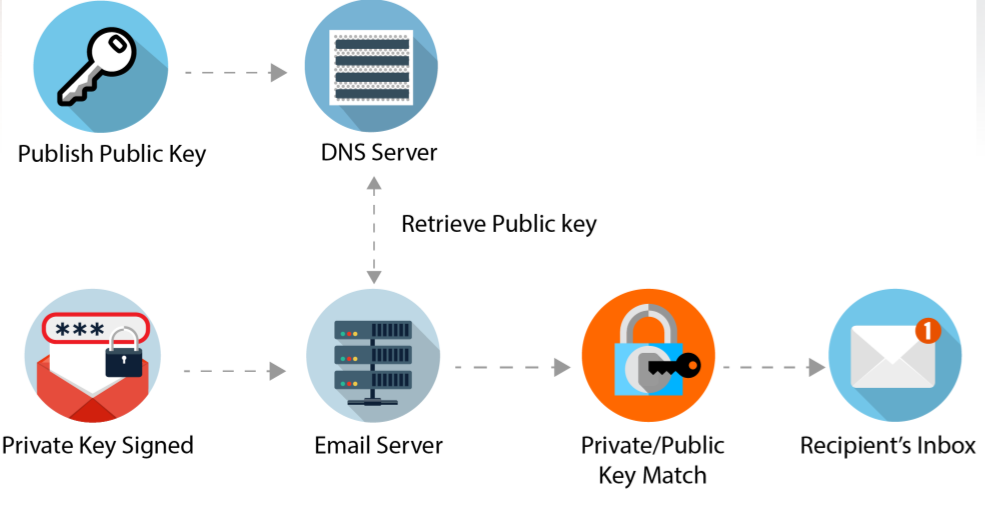 Publish Public Key
DNS Server
Retrieve Public key
***
1
Private Key Signed
Email Server
Private/Public
Key Match
Recipient’s Inbox